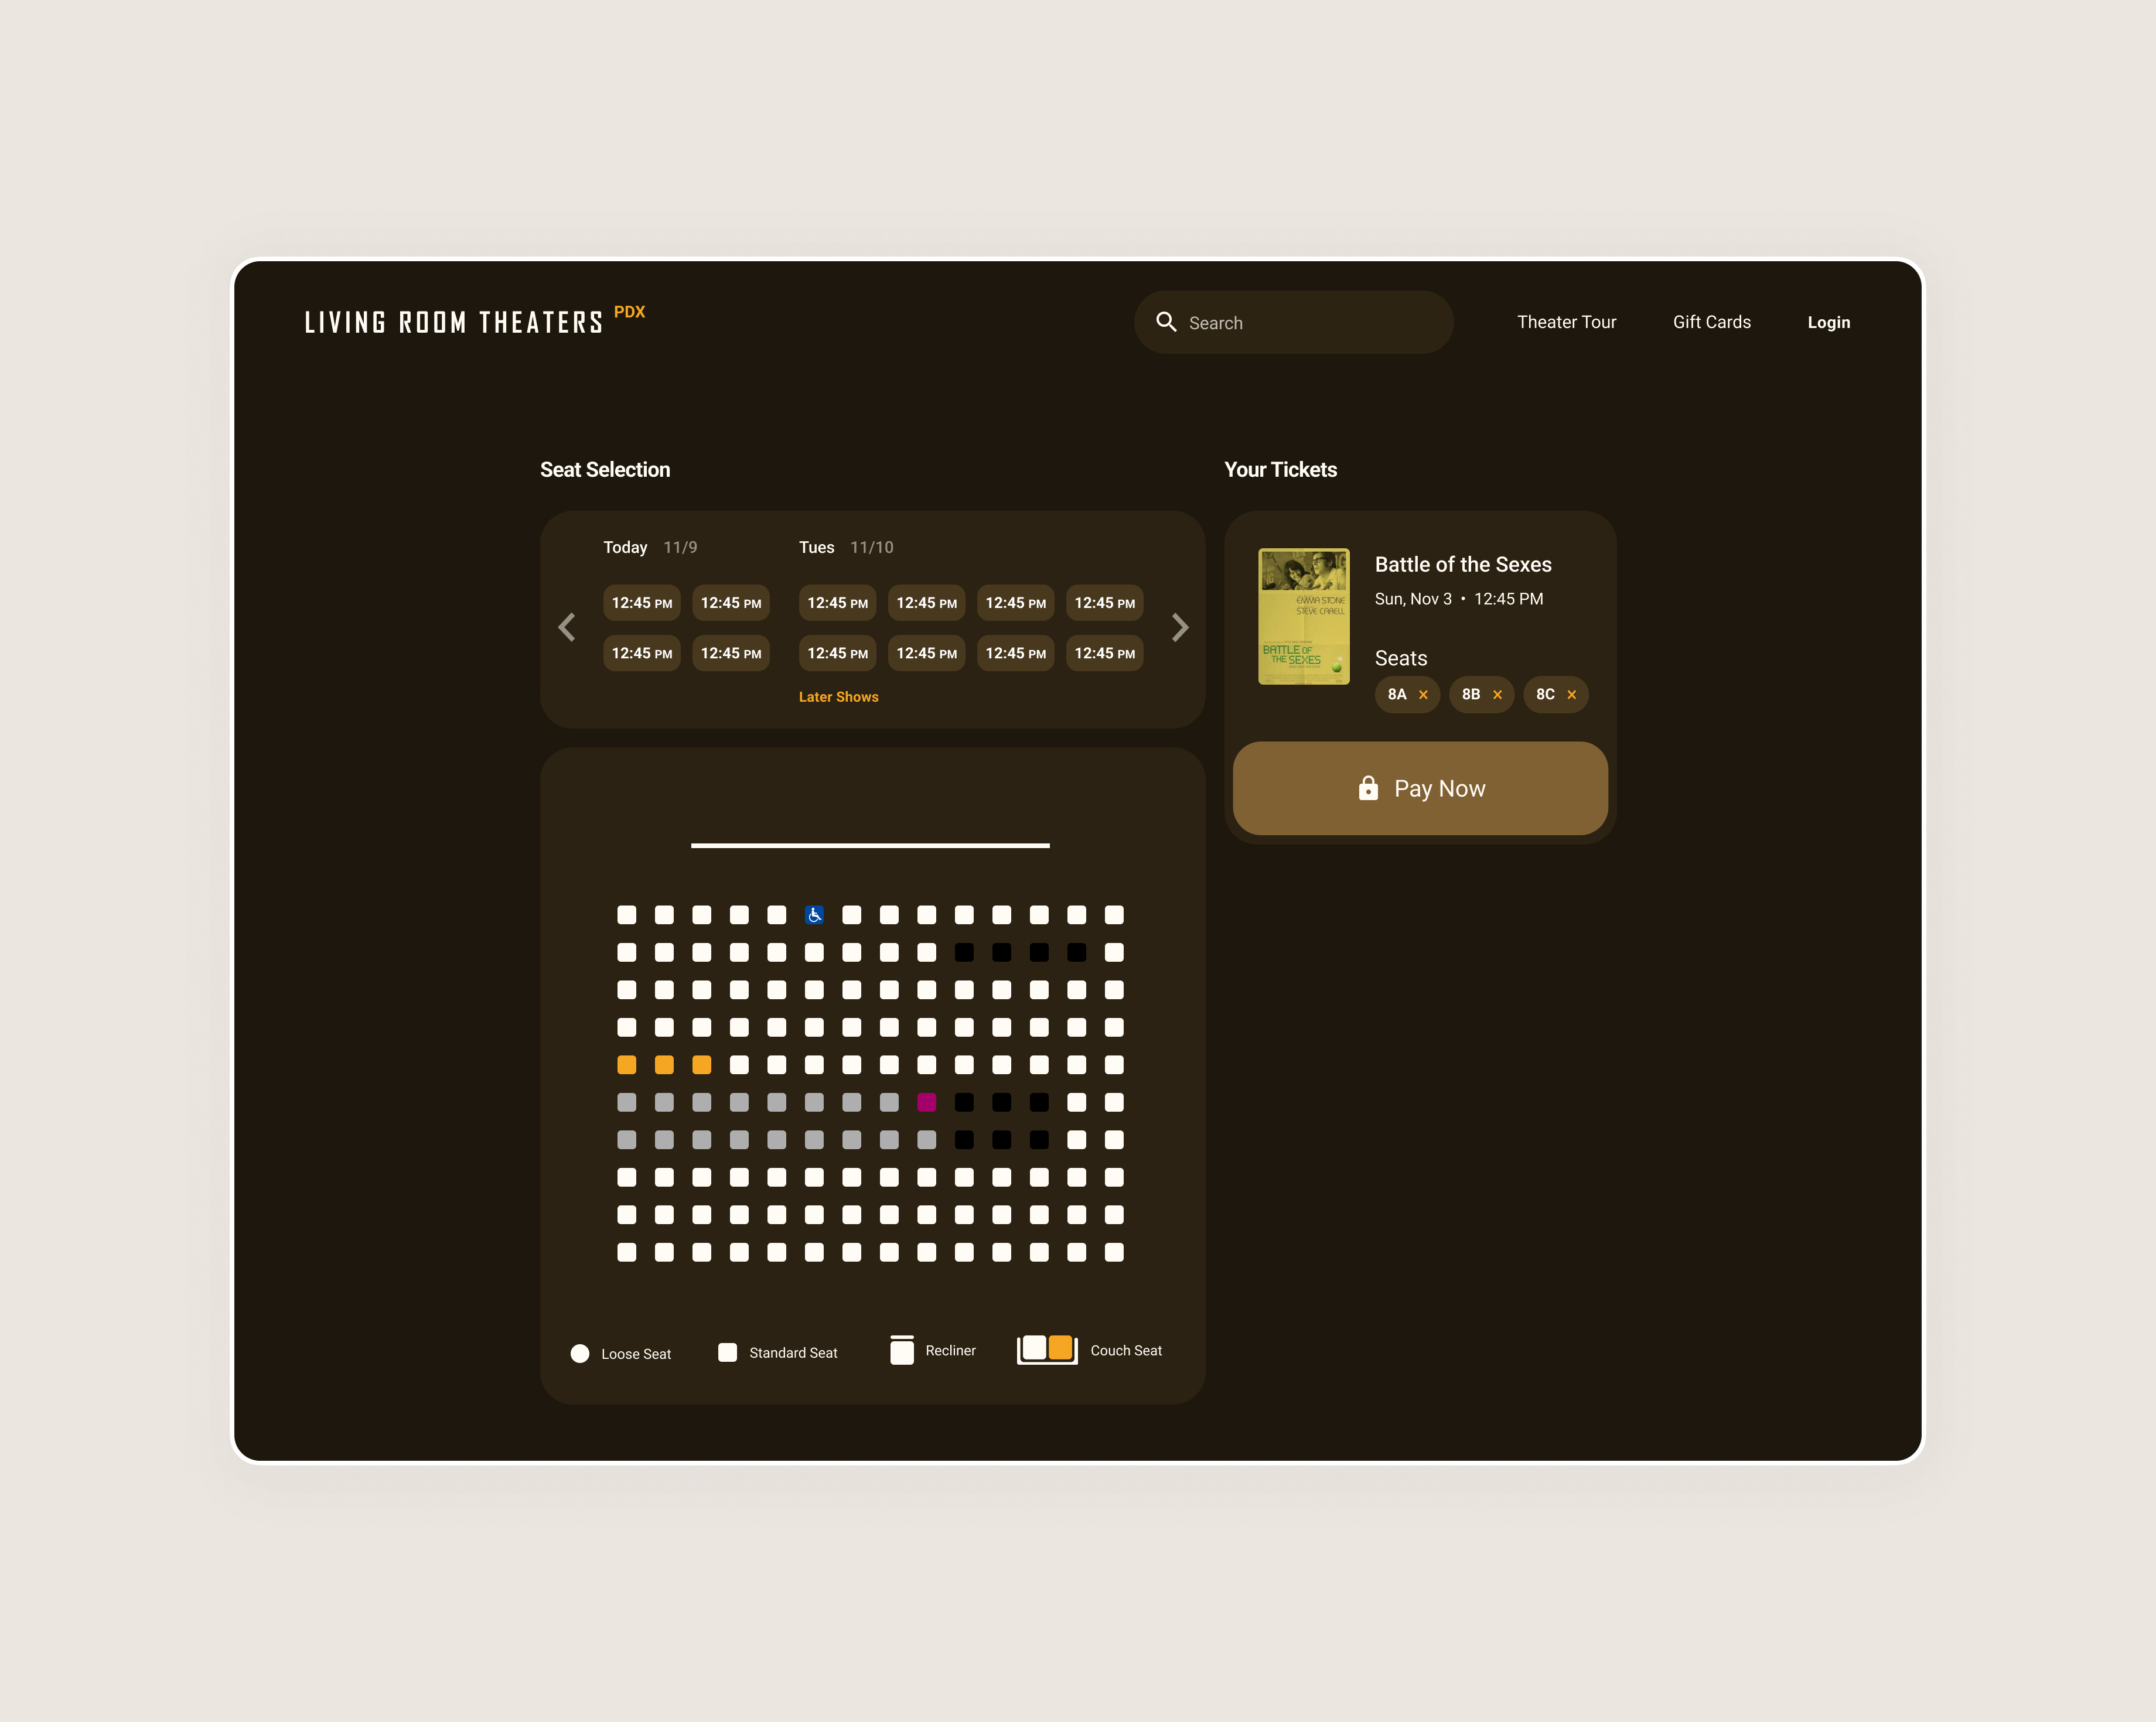 LIVING ROOM THEATERS PDX
Search
Theater Tour
Gift Cards
Login
Seat Selection
Today 11/9
Tues 11/10
12:45 PM 12:45 PM 12:45 PM 12:45 PM 12:45 PM 12:45 PM
12:45 PM 12:45 PM 12:45 PM 12:45 PM 12:45 PM 12:45 PM
Later Shows
Loose Seat
Standard Seat
Recliner
Couch Seat
Your Tickets
EMMA STONE
STEVE CARELL
BATTLE OF
THE SEXES
Battle of the Sexes
Sun, Nov 3 • 12:45 PM
Seats
8A × 8B × 8C ×
Pay Now